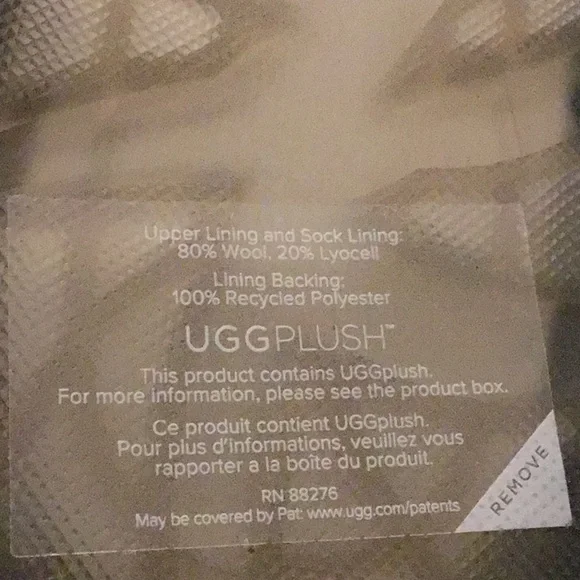 Upper Lining and Sock Lining:
80% Wool, 20% Lyocell
Lining Backing:
100% Recycled Polyester
UGGPLUSH™
This product contains UGGplush.
For more information, please see the product box.
Ce produit contient UGGplush.
Pour plus d'informations, veuillez vous
rapporter a la boîte du produit.
RN 88276
May be covered by Pat: www.ugg.com/patents
REMOVE